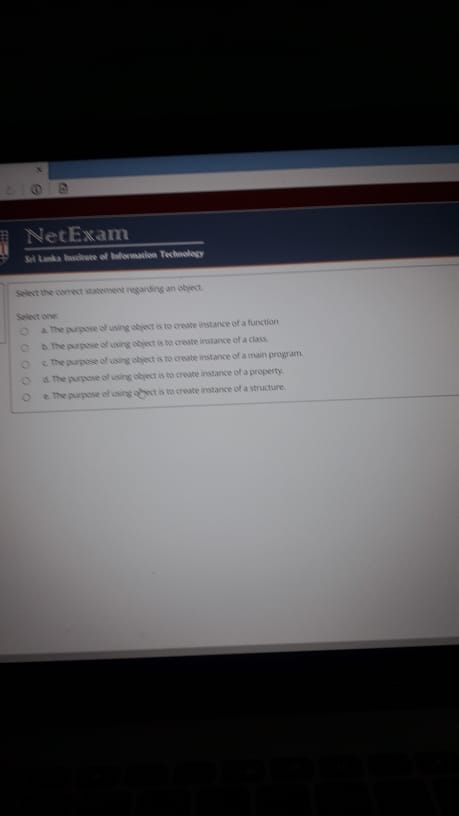 NetExam
Sri Lanka Institute of Information Technology
Select the correct statement regarding an object.
Select one:
a. The purpose of using object is to create instance of a function
b. The purpose of using object is to create instance of a class.
c. The purpose of using object is to create instance of a main program.
d. The purpose of using object is to create instance of a property.
e. The purpose of using object is to create instance of a structure.